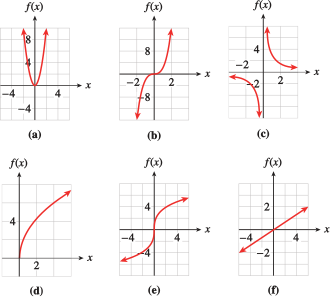 f(x) f(x) f(x)
8 8 4
x x x
−4 4 −2 2 2
−4 −8 −2
(a) (b) (c)
f(x) f(x) f(x)
4 4 2
x x x
2 −4 4 −4 4
−4 −2
(d) (e) (f)